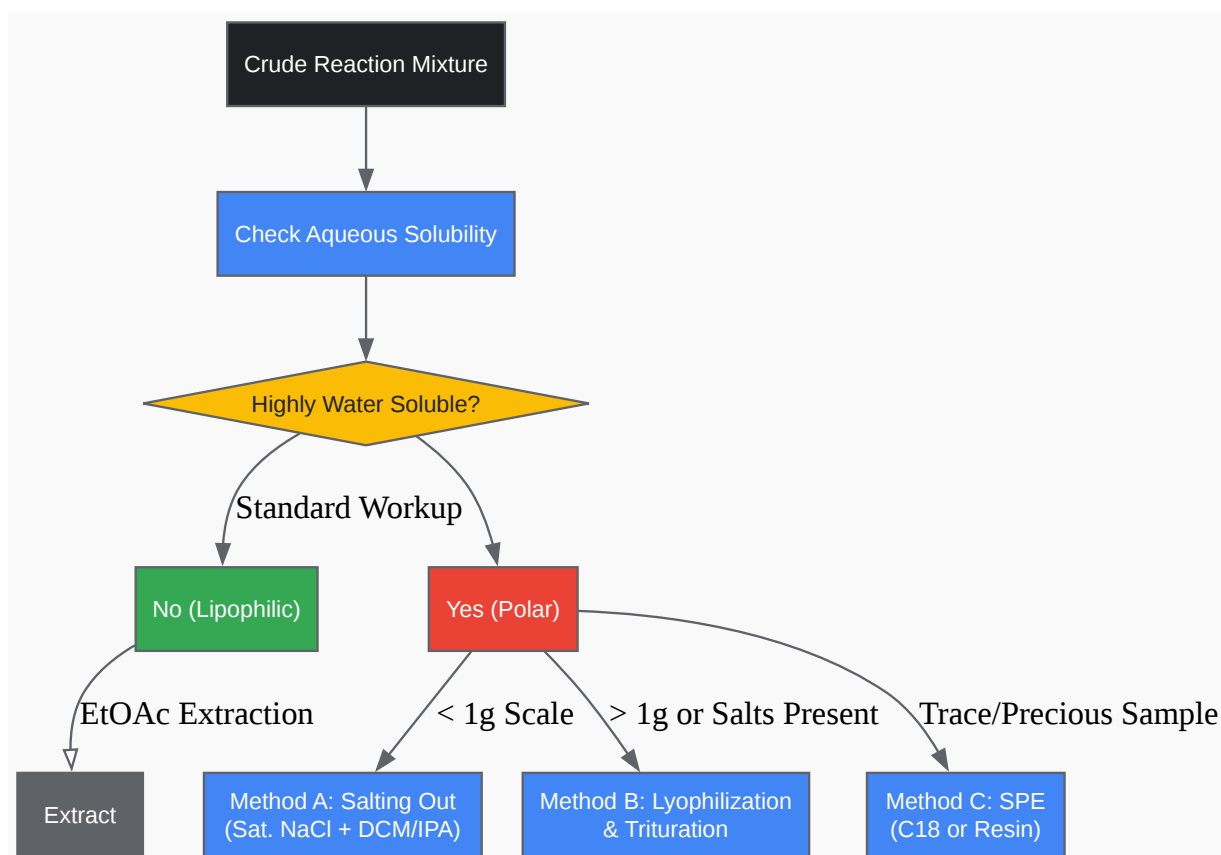 Crude Reaction Mixture
Check Aqueous Solubility
Highly Water Soluble?
Standard Workup
No (Lipophilic)
Yes (Polar)
EtOAc Extraction
< 1g Scale
> 1g or Salts Present
Trace/Precious Sample
Extract
Method A: Salting Out
(Sat. NaCl + DCM/IPA)
Method B: Lyophilization
& Trituration
Method C: SPE
(C18 or Resin)